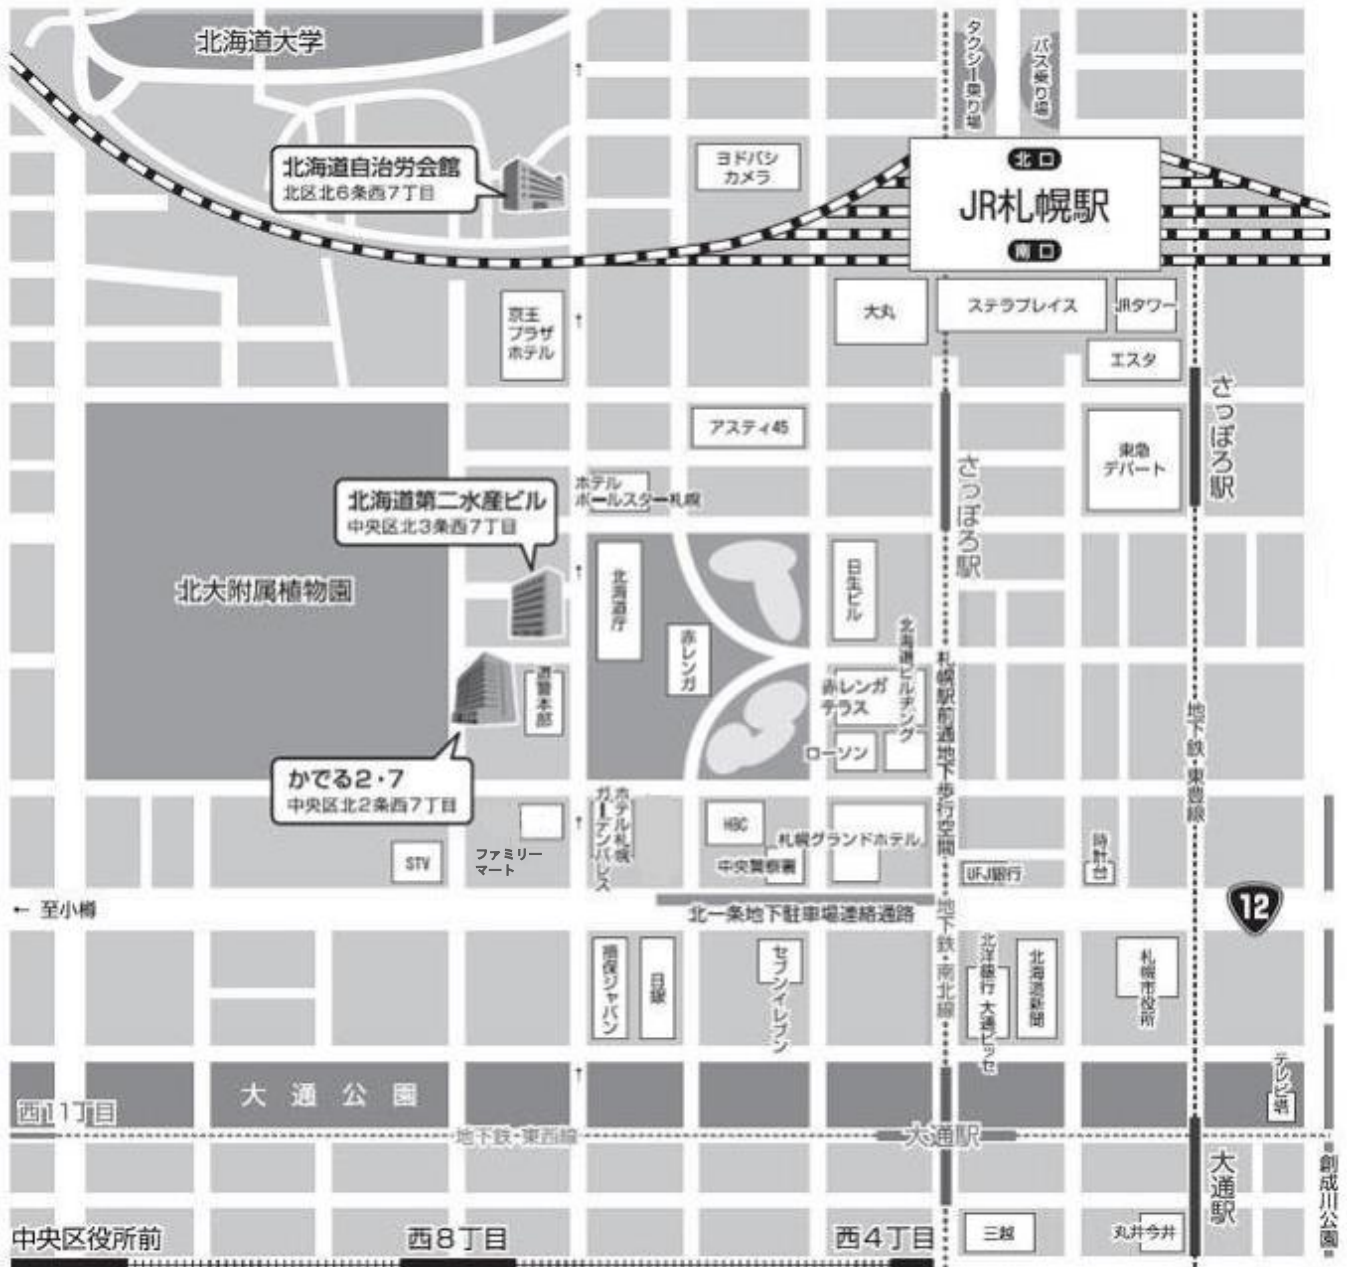 北海道大学
タクシー乗り場
バス乗り場
北海道自治労会館
北区北6条西7丁目
ヨドバシ
カメラ
北口
JR札幌駅
南口
京王
プラザ
ホテル
大丸
ステラプレイス
JRタワー
エスタ
アスティ45
東急
デパート
さっぽろ駅
さっぽろ駅
ホテル
ポールスター札幌
北海道第二水産ビル
中央区北3条西7丁目
北大附属植物園
北海道庁
赤レンガ
日生ビル
北海道ビルヂング
赤レンガ
テラス
ローソン
札幌駅前通地下歩行空間
地下鉄・東豊線
道警本部
かでる2・7
中央区北2条西7丁目
STV
ファミリー
マート
ホテル札幌
ガーデンパレス
HBC
中央警察署
札幌グランドホテル
UFJ銀行
時計台
← 至小樽
北一条地下駐車場連絡通路
12
地下鉄・南北線
損保ジャパン
日銀
セブンイレブン
北洋銀行 大通ビッセ
北海道新聞
札幌市役所
テレビ塔
大通公園
西11丁目
地下鉄・東西線
大通駅
大通駅
創成川公園
中央区役所前
西8丁目
西4丁目
三越
丸井今井